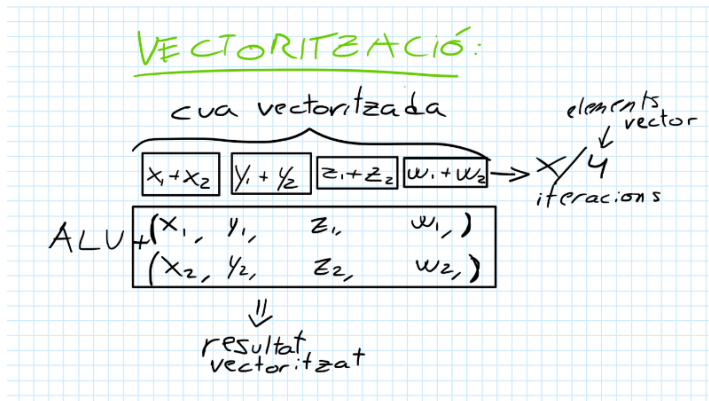 VECTORITZACIÓ:
cua vectoritzada
elements
vector
x₁+x₂ y₁+y₂ z₁+z₂ w₁+w₂ → x/4
iteracions
ALU + (x₁, y₁, z₁, w₁,)
(x₂, y₂, z₂, w₂,)
resultat
vectoritzat